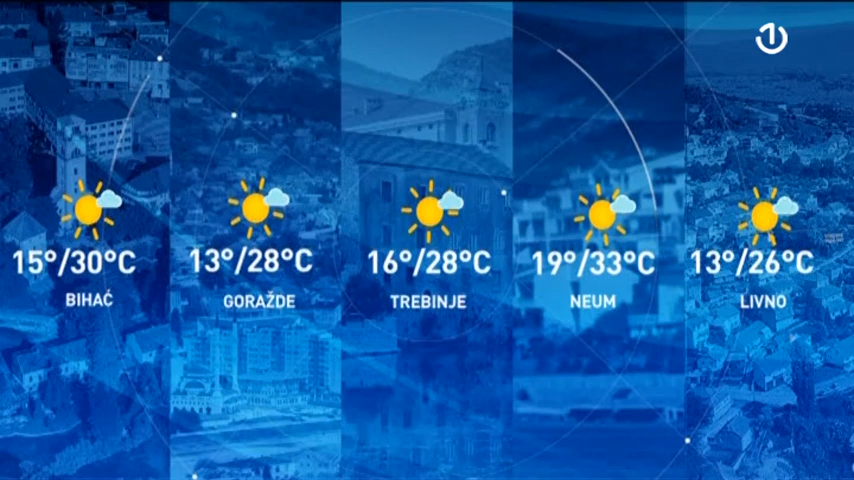 15°/30°C
BIHAĆ
13°/28°C
GORAŽDE
16°/28°C
TREBINJE
19°/33°C
NEUM
13°/26°C
LIVNO